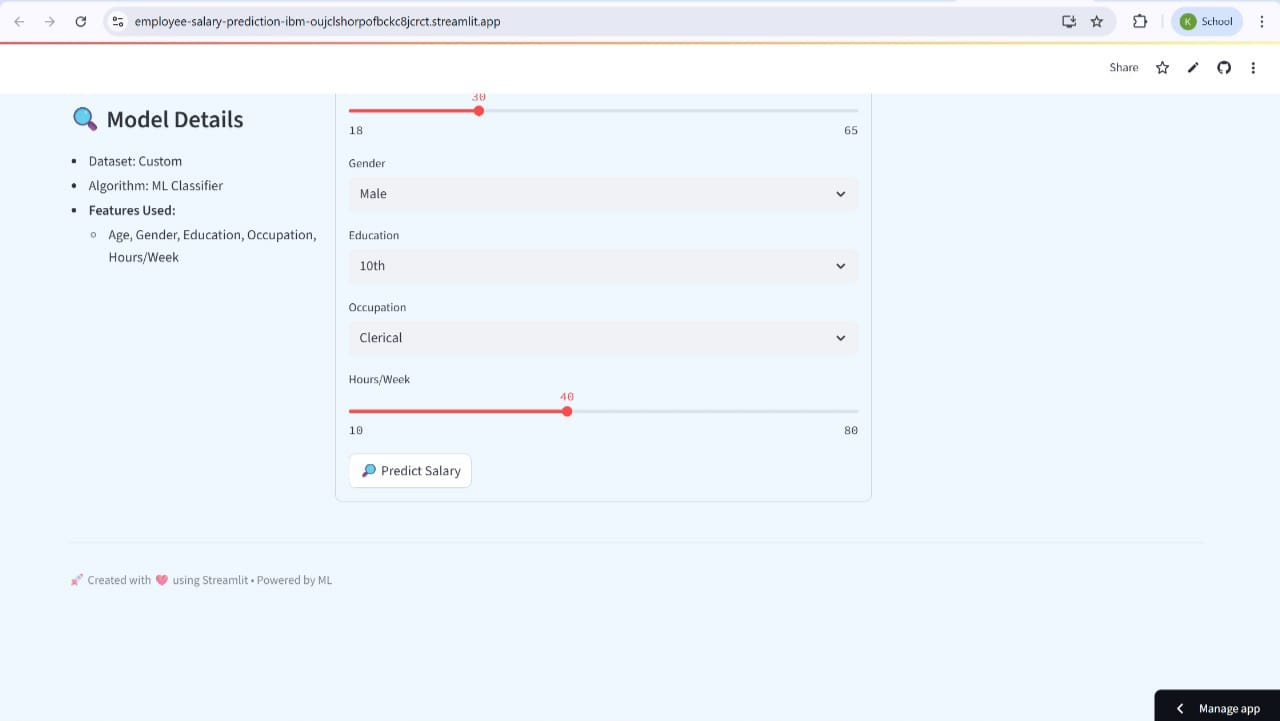 employee-salary-prediction-ibm-oujclshorpofbckc8jcrct.streamlit.app
K School
Share
Model Details
Dataset: Custom
Algorithm: ML Classifier
Features Used:
Age, Gender, Education, Occupation,
Hours/Week
30
18 65
Gender
Male
Education
10th
Occupation
Clerical
Hours/Week
40
10 80
Predict Salary
🚀 Created with 💖 using Streamlit • Powered by ML
Manage app